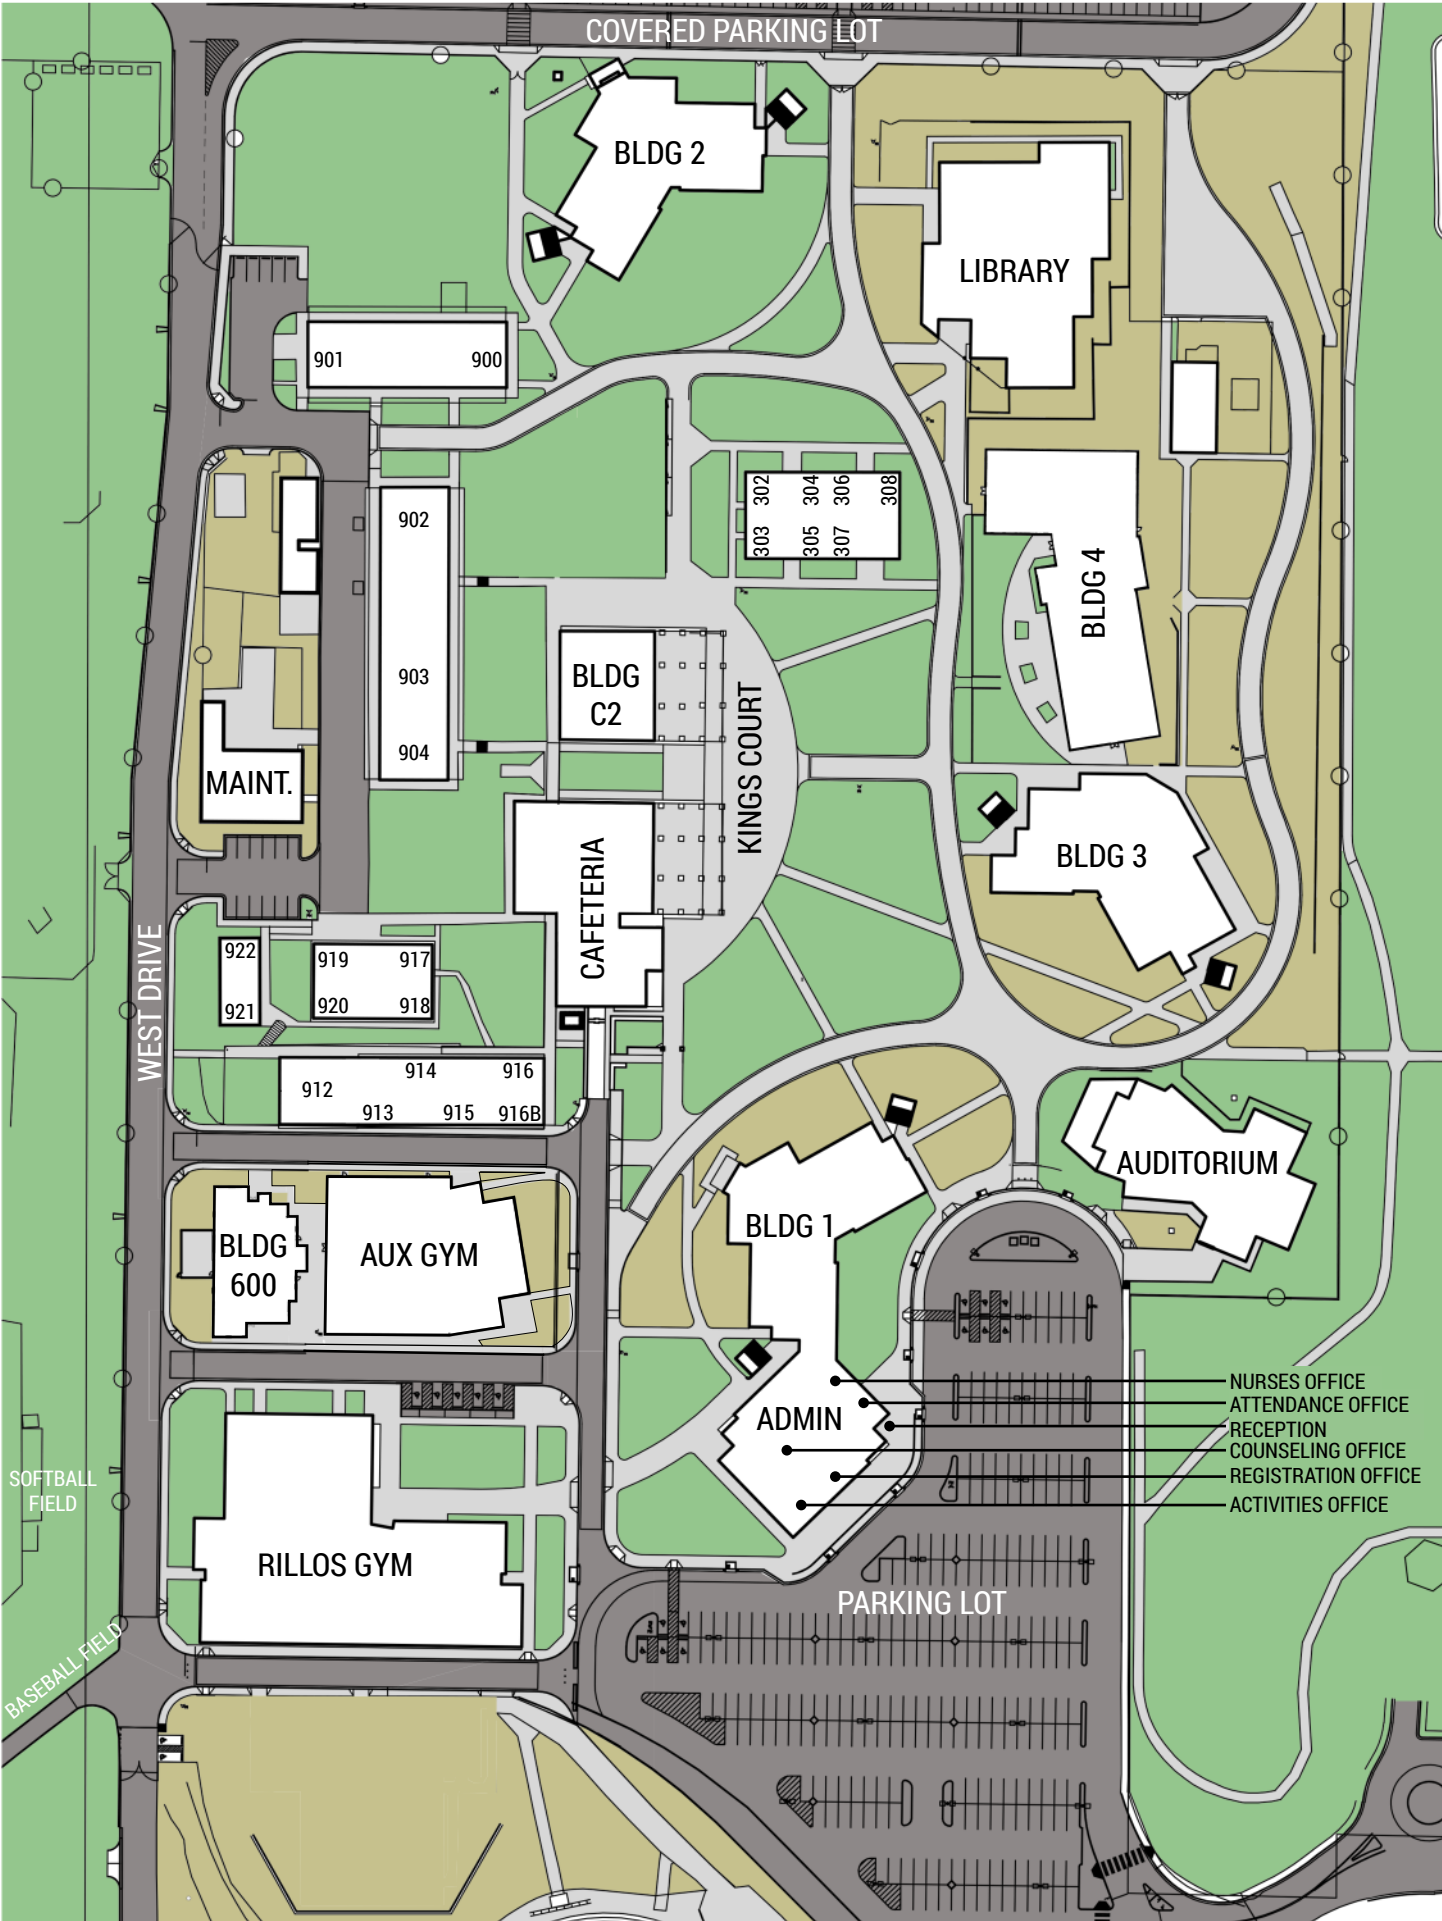 COVERED PARKING LOT
BLDG 2
LIBRARY
901
900
302
304
306
308
303
305
307
902
BLDG 4
903
BLDG
C2
904
KINGS COURT
MAINT.
CAFETERIA
BLDG 3
WEST DRIVE
922
919
917
921
920
918
914
916
912
913
915
916B
AUDITORIUM
BLDG 1
BLDG
600
AUX GYM
NURSES OFFICE
ATTENDANCE OFFICE
ADMIN
RECEPTION
COUNSELING OFFICE
REGISTRATION OFFICE
ACTIVITIES OFFICE
SOFTBALL
FIELD
RILLOS GYM
PARKING LOT
BASEBALL FIELD